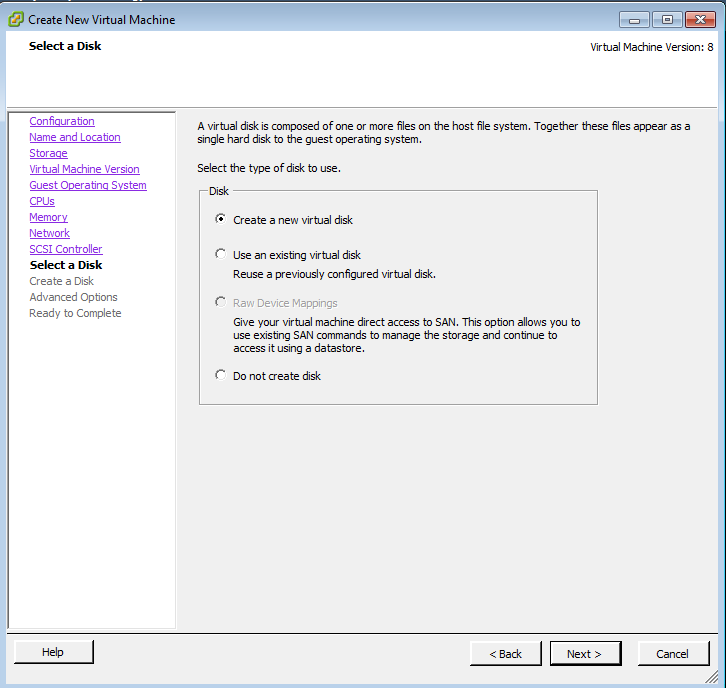 Create New Virtual Machine
Select a Disk
Virtual Machine Version: 8
Configuration
Name and Location
Storage
Virtual Machine Version
Guest Operating System
CPUs
Memory
Network
SCSI Controller
Select a Disk
Create a Disk
Advanced Options
Ready to Complete
A virtual disk is composed of one or more files on the host file system. Together these files appear as a
single hard disk to the guest operating system.
Select the type of disk to use.
Disk
Create a new virtual disk
Use an existing virtual disk
Reuse a previously configured virtual disk.
Raw Device Mappings
Give your virtual machine direct access to SAN. This option allows you to
use existing SAN commands to manage the storage and continue to
access it using a datastore.
Do not create disk
Help
< Back
Next >
Cancel